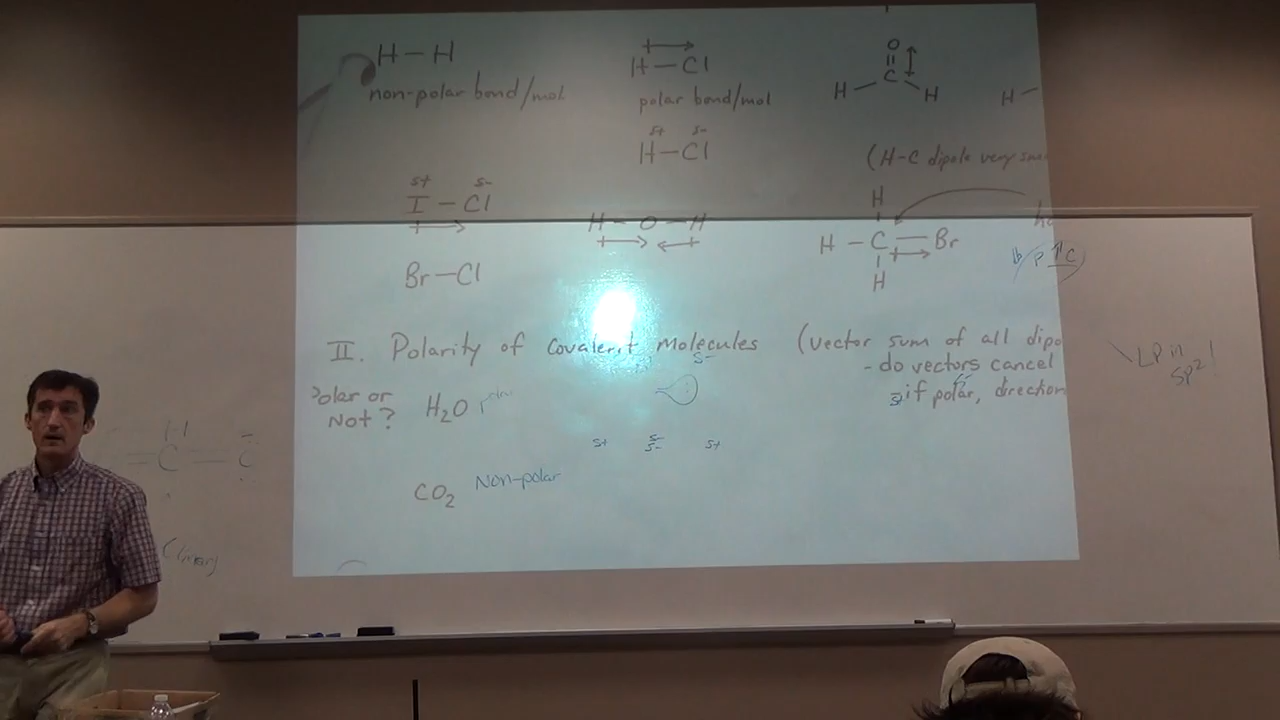 H — H
non-polar bond/mol
H — Cl
polar bond/mol
δ+ δ-
H — Cl
O
C
H H
H
(H-C dipole very
δ+ δ-
I — Cl
Br — Cl
H — O — H
H
H — C — Br
H
II. Polarity of Covalent Molecules (vector sum of all
- do vectors cancel
if polar, direction
δ-
Polar or
Not?
H2O polar
δ+ δ- δ+
δ-
CO2 Non-polar
LP in
sp2!
C — C